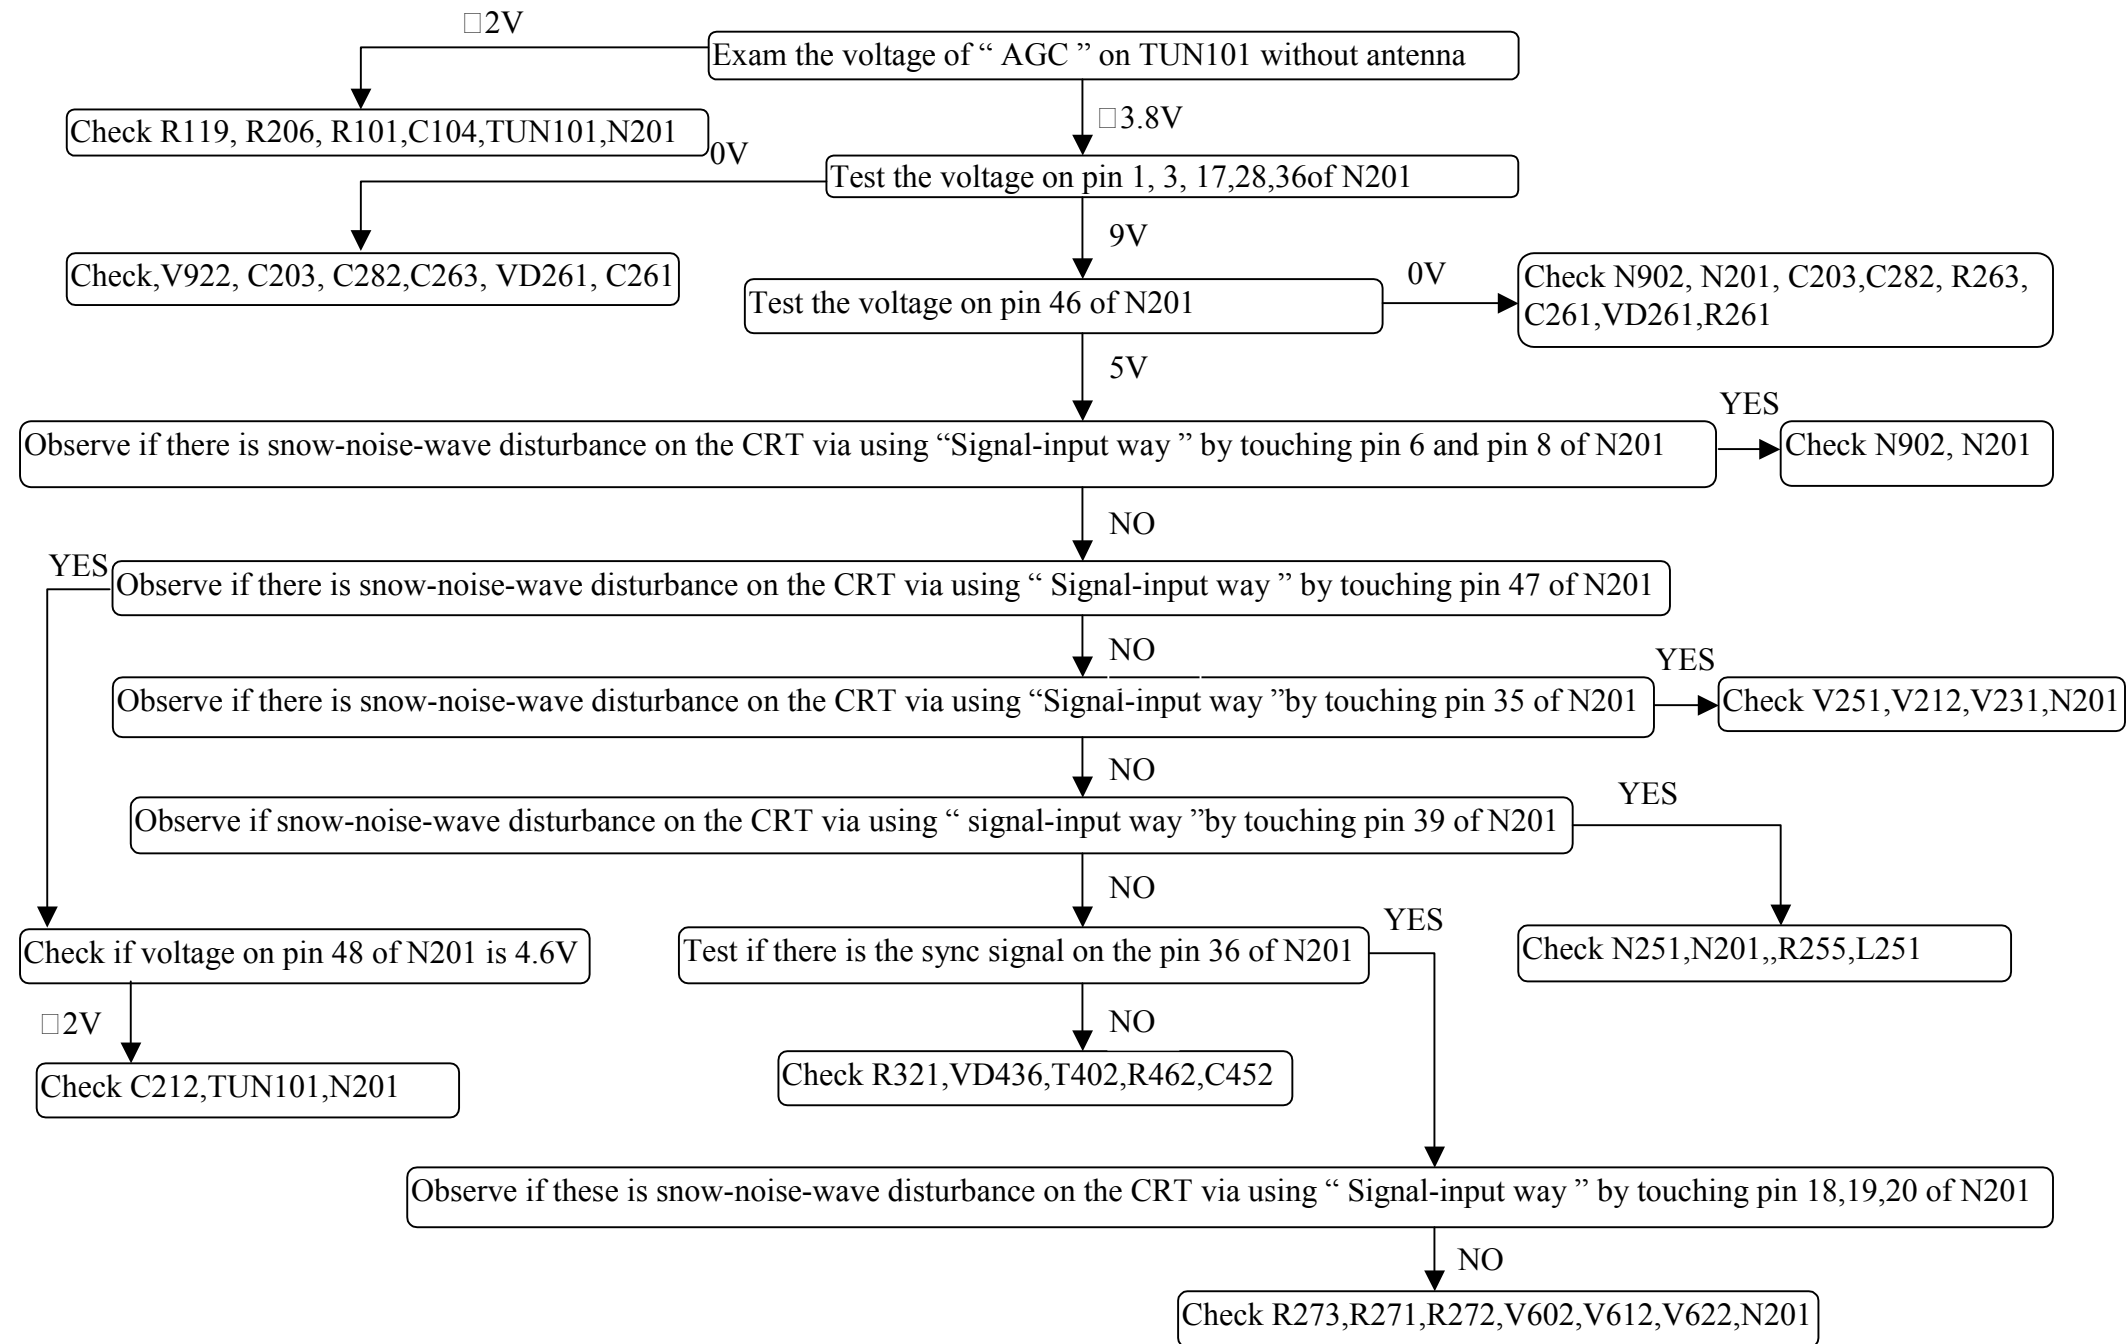 □2V
Exam the voltage of “ AGC ” on TUN101 without antenna
□3.8V
Check R119, R206, R101,C104,TUN101,N201
0V
Test the voltage on pin 1, 3, 17,28,36of N201
9V
Check,V922, C203, C282,C263, VD261, C261
0V
Check N902, N201, C203,C282, R263,
C261,VD261,R261
Test the voltage on pin 46 of N201
5V
YES
Observe if there is snow-noise-wave disturbance on the CRT via using “Signal-input way ” by touching pin 6 and pin 8 of N201
Check N902, N201
NO
YES
Observe if there is snow-noise-wave disturbance on the CRT via using “ Signal-input way ” by touching pin 47 of N201
NO
YES
Observe if there is snow-noise-wave disturbance on the CRT via using “Signal-input way ”by touching pin 35 of N201
Check V251,V212,V231,N201
NO
YES
Observe if snow-noise-wave disturbance on the CRT via using “ signal-input way ”by touching pin 39 of N201
NO
YES
Check if voltage on pin 48 of N201 is 4.6V
Test if there is the sync signal on the pin 36 of N201
Check N251,N201,,R255,L251
□2V
NO
Check C212,TUN101,N201
Check R321,VD436,T402,R462,C452
Observe if these is snow-noise-wave disturbance on the CRT via using “ Signal-input way ” by touching pin 18,19,20 of N201
NO
Check R273,R271,R272,V602,V612,V622,N201